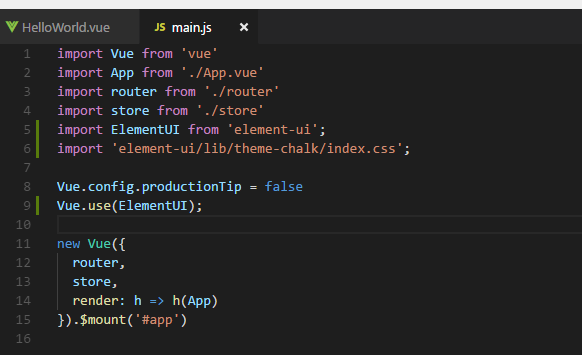 HelloWorld.vue
JS main.js ×
1 import Vue from 'vue'
2 import App from './App.vue'
3 import router from './router'
4 import store from './store'
5 import ElementUI from 'element-ui';
6 import 'element-ui/lib/theme-chalk/index.css';
7
8 Vue.config.productionTip = false
9 Vue.use(ElementUI);
10
11 new Vue({
12   router,
13   store,
14   render: h => h(App)
15 }).$mount('#app')
16